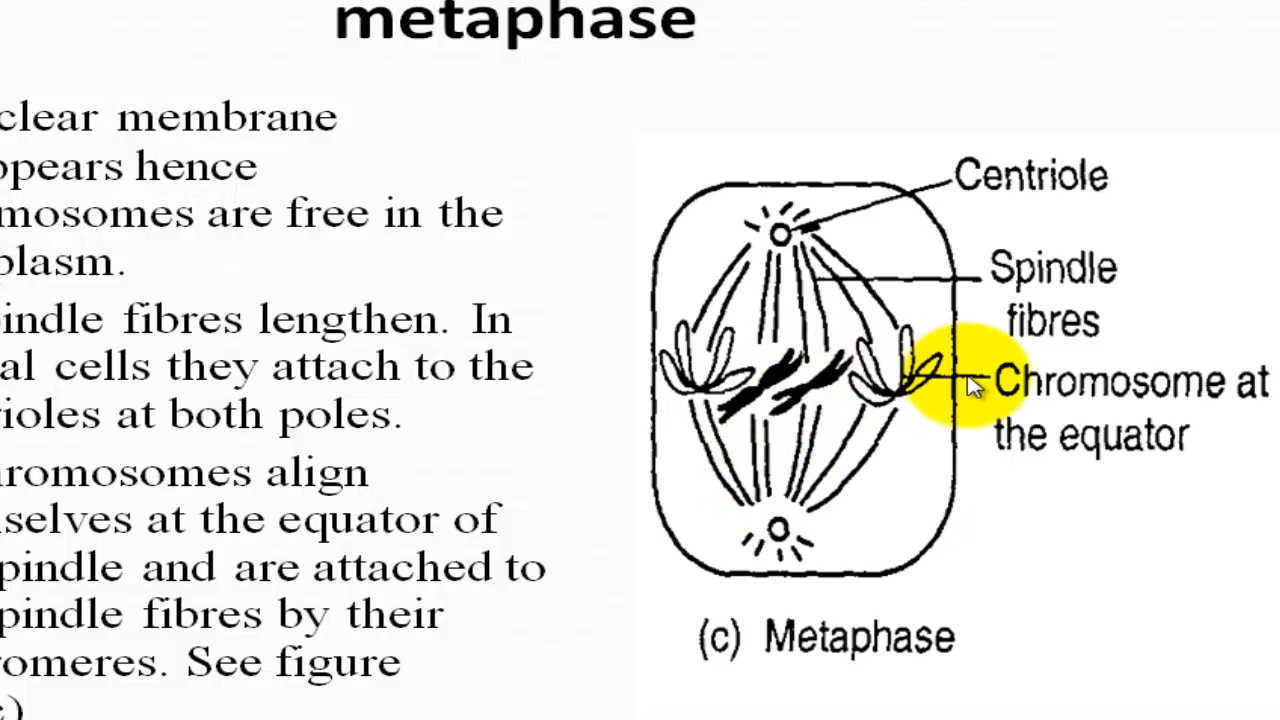 metaphase
clear membrane
ppears hence
mosomes are free in the
plasm.
indle fibres lengthen. In
al cells they attach to the
ioles at both poles.
romosomes align
selves at the equator of
pindle and are attached to
pindle fibres by their
romeres. See figure
c)
Centriole
Spindle
fibres
Chromosome at
the equator
(c) Metaphase